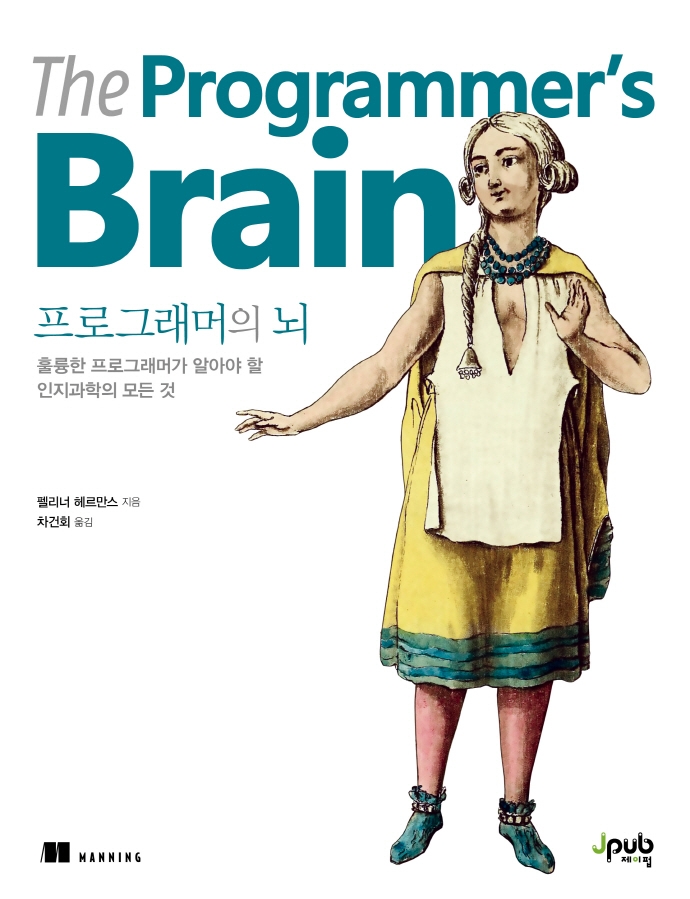 The Programmer's
Brain
프로그래머의 뇌
훌륭한 프로그래머가 알아야 할
인지과학의 모든 것
펠리너 헤르만스 지음
차건회 옮김
MANNING
Jpub
제이펍